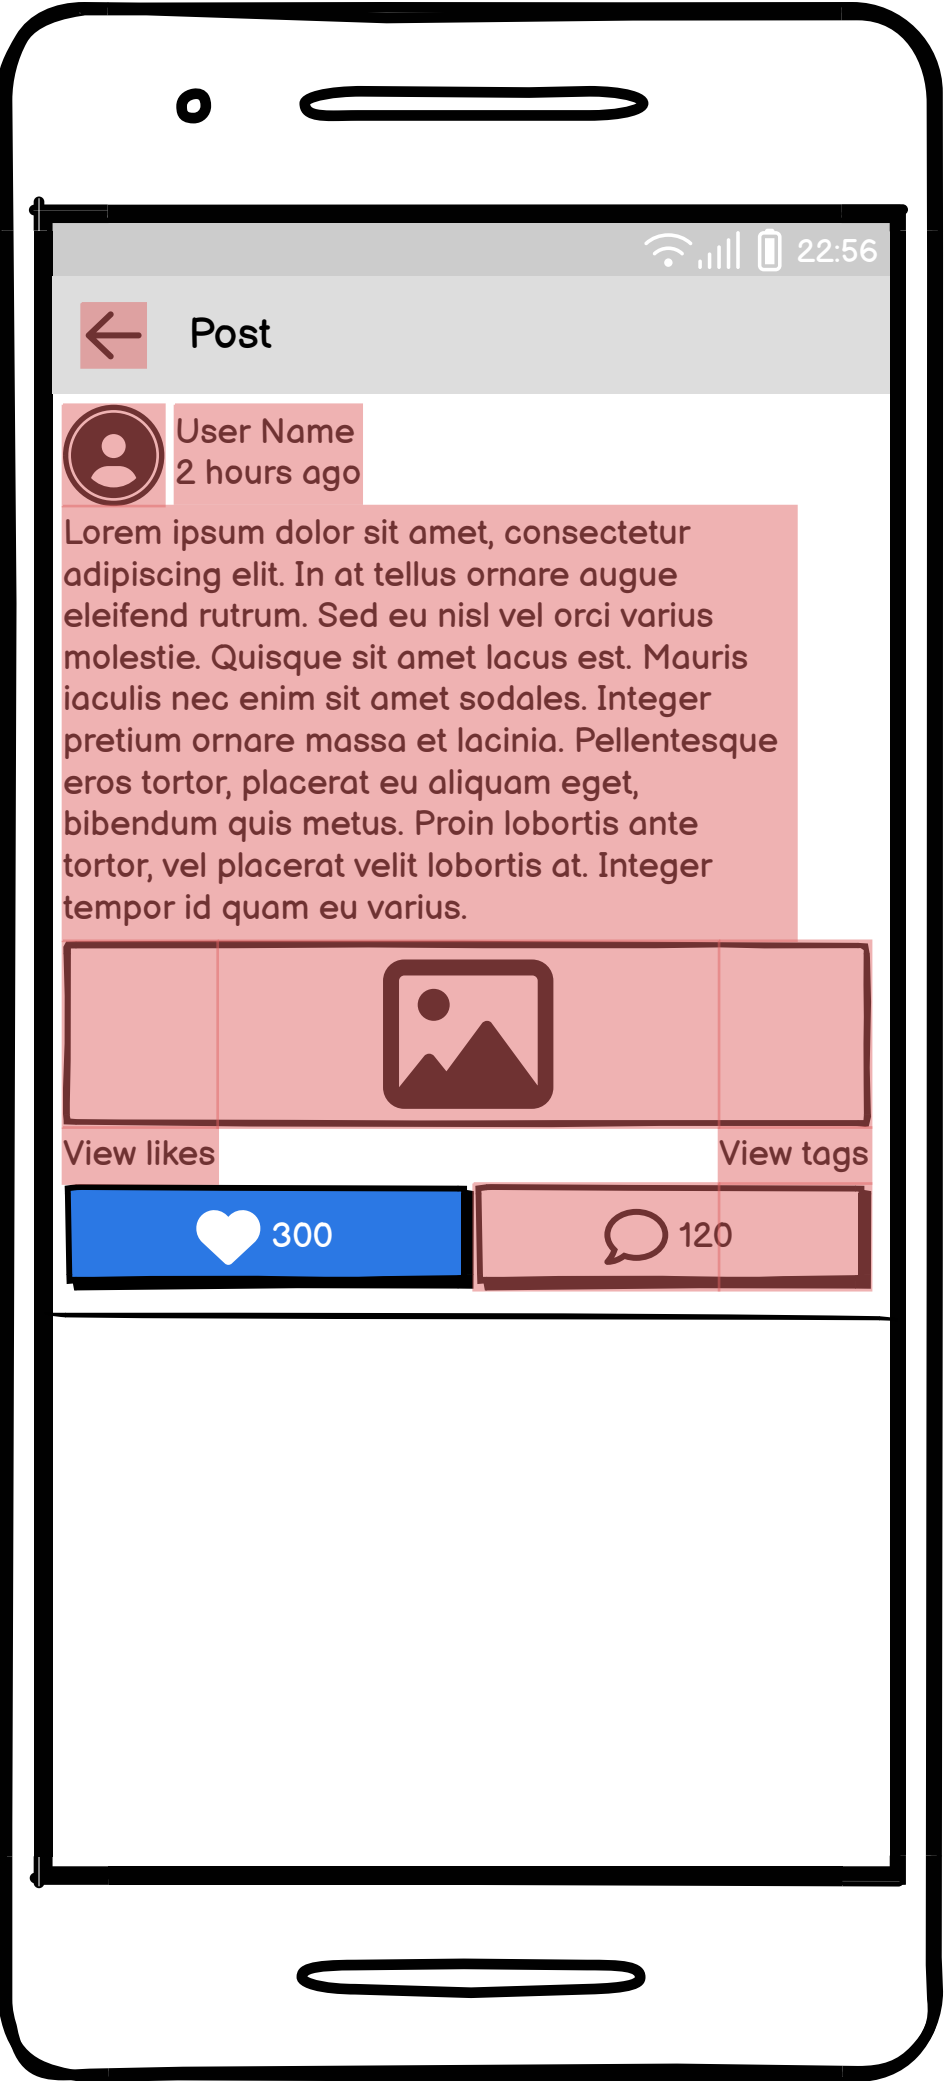 22:56
Post
User Name
2 hours ago
Lorem ipsum dolor sit amet, consectetur
adipiscing elit. In at tellus ornare augue
eleifend rutrum. Sed eu nisl vel orci varius
molestie. Quisque sit amet lacus est. Mauris
iaculis nec enim sit amet sodales. Integer
pretium ornare massa et lacinia. Pellentesque
eros tortor, placerat eu aliquam eget,
bibendum quis metus. Proin lobortis ante
tortor, vel placerat velit lobortis at. Integer
tempor id quam eu varius.
View likes
View tags
300
120